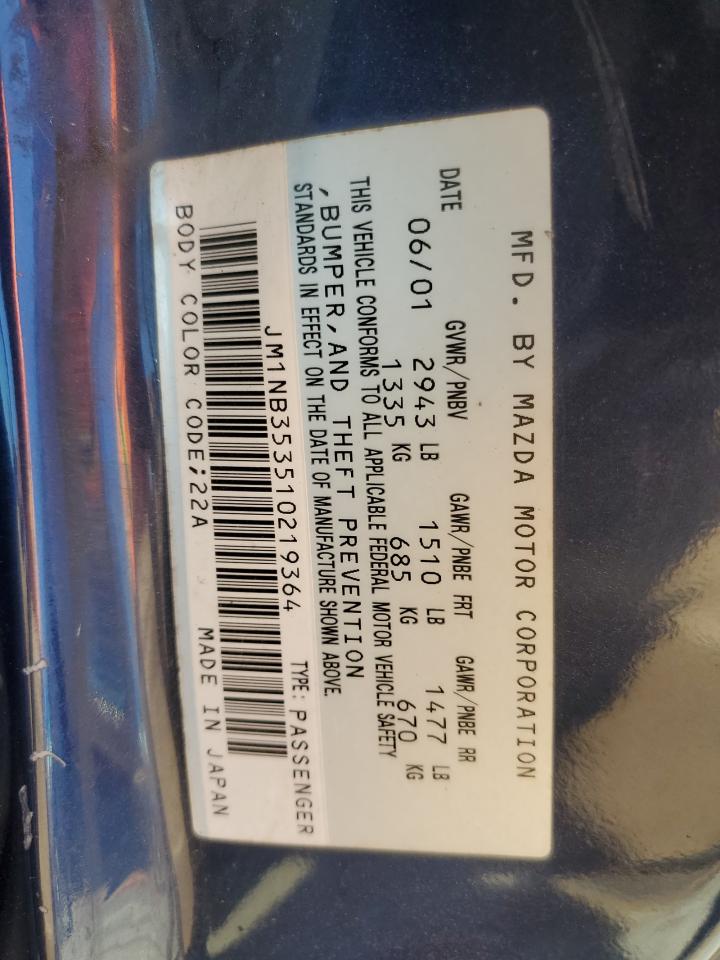 MFD. BY MAZDA MOTOR CORPORATION
DATE GVWR/PNBV GAWR/PNBE FRT GAWR/PNBE RR
06/01 2943 LB 1510 LB 1477 LB
1335 KG 685 KG 670 KG
THIS VEHICLE CONFORMS TO ALL APPLICABLE FEDERAL MOTOR VEHICLE SAFETY
, BUMPER, AND THEFT PREVENTION
STANDARDS IN EFFECT ON THE DATE OF MANUFACTURE SHOWN ABOVE.
JM1NB353510219364 TYPE: PASSENGER
BODY COLOR CODE;22A MADE IN JAPAN